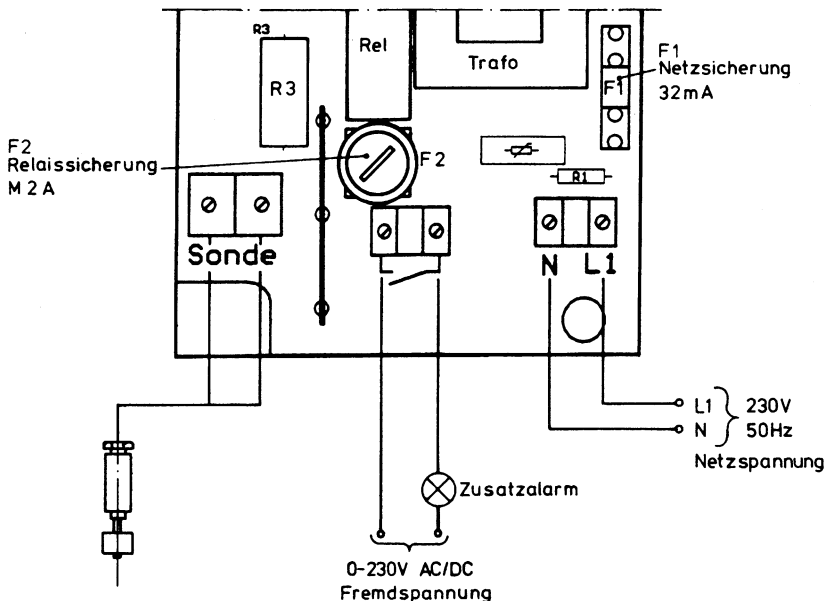 R3
R3
Rel
Trafo
F1
Netzsicherung
32mA
F1
F2
Relaissicherung
M 2 A
F2
R1
Sonde
N L1
L1
N
230V
50Hz
Netzspannung
Zusatzalarm
0-230V AC/DC
Fremdspannung